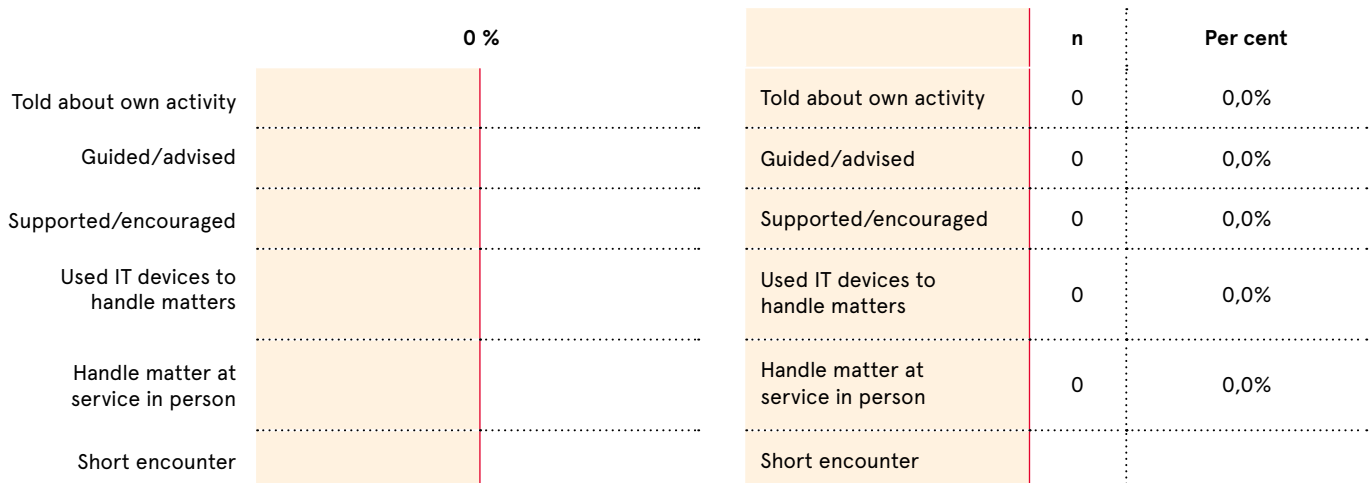 0 %
Told about own activity
Guided/advised
Supported/encouraged
Used IT devices to
handle matters
Handle matter at
service in person
Short encounter
n Per cent
Told about own activity 0 0,0%
Guided/advised 0 0,0%
Supported/encouraged 0 0,0%
Used IT devices to
handle matters 0 0,0%
Handle matter at
service in person 0 0,0%
Short encounter